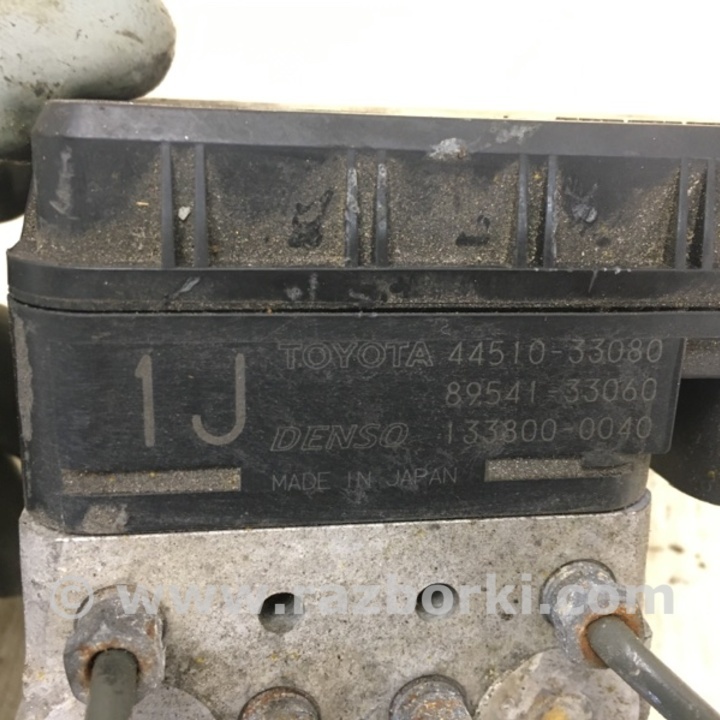 1J TOYOTA 44510-33080
89541-33060
DENSO 133800-0040
MADE IN JAPAN
© www.razborki.com